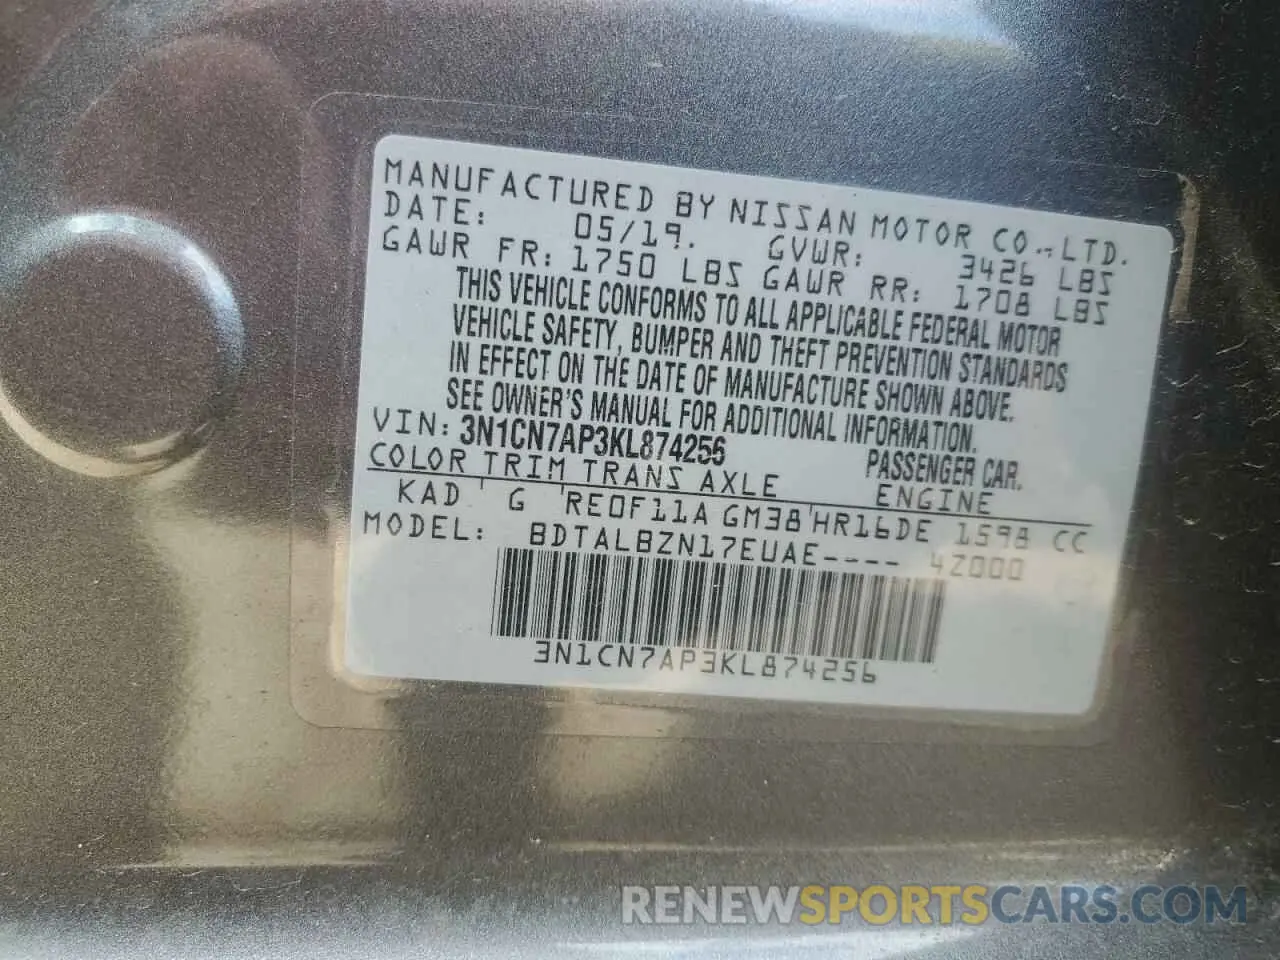 MANUFACTURED BY NISSAN MOTOR CO.,LTD.
DATE: 05/19. GVWR: 3426 LBS
GAWR FR: 1750 LBS GAWR RR: 1708 LBS
THIS VEHICLE CONFORMS TO ALL APPLICABLE FEDERAL MOTOR
VEHICLE SAFETY, BUMPER AND THEFT PREVENTION STANDARDS
IN EFFECT ON THE DATE OF MANUFACTURE SHOWN ABOVE.
SEE OWNER'S MANUAL FOR ADDITIONAL INFORMATION.
VIN: 3N1CN7AP3KL874256 PASSENGER CAR.
COLOR TRIM TRANS AXLE ENGINE
KAD G RE0F11A GM38 HR16DE 1598 CC
MODEL: BDTALBZN17EUAE---- 4Z000
3N1CN7AP3KL874256
RENEWSPORTSCARS.COM